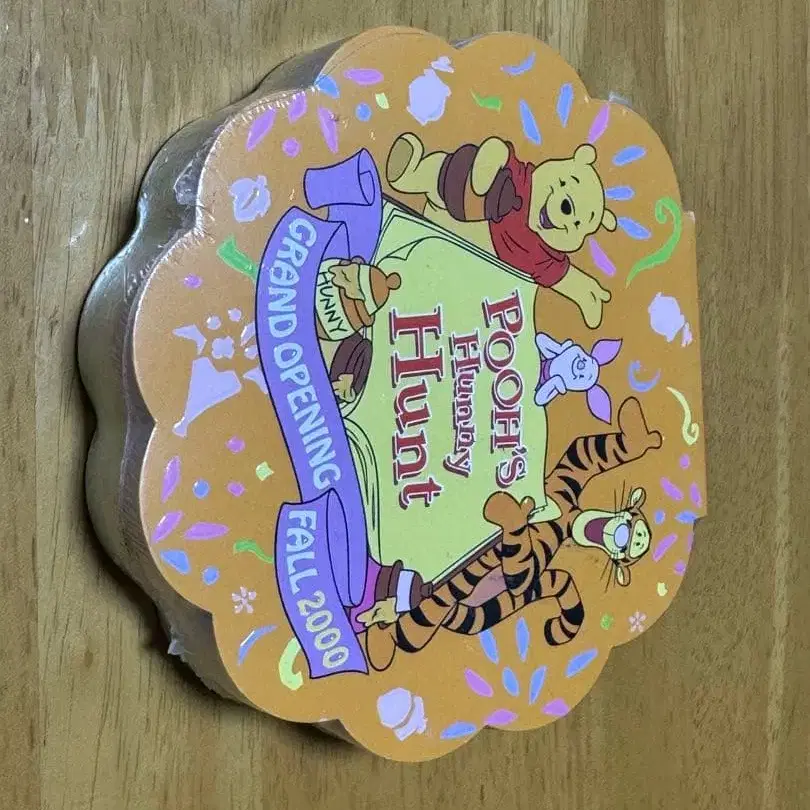 POOH'S
Hunny
Hunt
HUNNY
GRAND OPENING FALL 2000